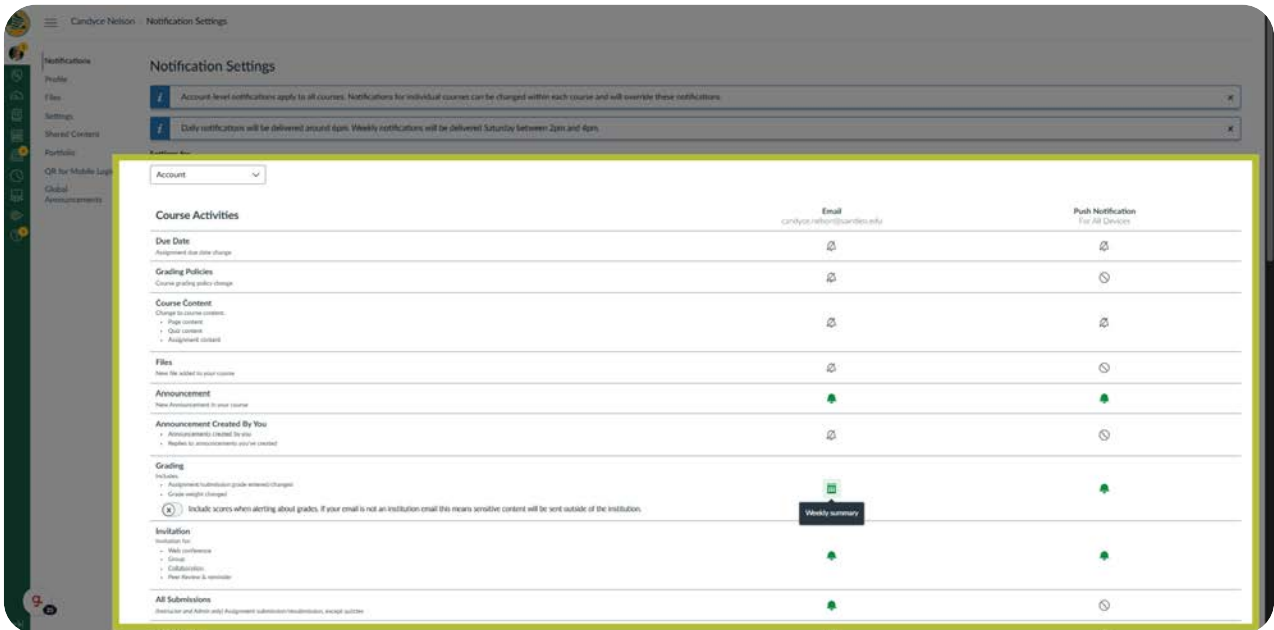 Candyce Nelson › Notification Settings
Notifications
Profile
Files
Settings
Shared Content
Portfolio
QR for Mobile Login
Global
Announcements
Notification Settings
Account-level notifications apply to all courses. Notifications for individual courses can be changed within each course and will override these notifications.
Daily notifications will be delivered around 6pm. Weekly notifications will be delivered Saturday between 2pm and 4pm.
Settings for
Account
Course Activities
Email
Push Notification
For All Devices
Due Date
Assignment due date change
Grading Policies
Course grading policy change
Course Content
Change to course content:
Page content
Quiz content
Assignment content
Files
New file added to your course
Announcement
New Announcement in your course
Announcement Created By You
Announcements created by you
Replies to announcements you've created
Grading
Includes:
Assignment/submission grade entered/changed
Grade weight changed
Include scores when alerting about grades. If your email is not an institution email this means sensitive content will be sent outside of the institution.
Weekly summary
Invitation
Invitation for:
Web conference
Group
Collaboration
Peer Review & reminder
All Submissions
(Instructor and Admin only) Assignment submission/resubmission, except quizzes